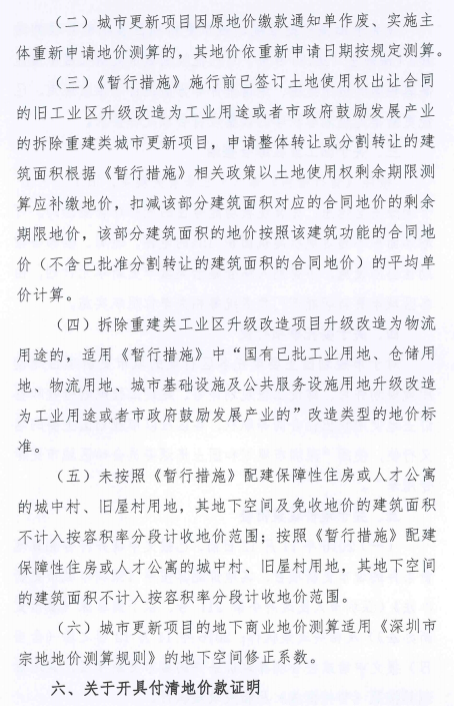 （二）城市更新项目因原地价缴款通知单作废、实施主
体重新申请地价测算的，其地价依重新申请日期按规定测算。
（三）《暂行措施》施行前已签订土地使用权出让合同
的旧工业区升级改造为工业用途或者市政府鼓励发展产业
的拆除重建类城市更新项目，申请整体转让或分割转让的建
筑面积根据《暂行措施》相关政策以土地使用权剩余期限测
算应补缴地价，扣减该部分建筑面积对应的合同地价的剩余
期限地价，该部分建筑面积的地价按照该建筑功能的合同地
价（不含已批准分割转让的建筑面积的合同地价）的平均单
价计算。
（四）拆除重建类工业区升级改造项目升级改造为物流
用途的，适用《暂行措施》中“国有已批工业用地、仓储用
地、物流用地、城市基础设施及公共服务设施用地升级改造
为工业用途或者市政府鼓励发展产业的”改造类型的地价标
准。
（五）未按照《暂行措施》配建保障性住房或人才公寓
的城中村、旧屋村用地，其地下空间及免收地价的建筑面积
不计入按容积率分段计收地价范围；按照《暂行措施》配建
保障性住房或人才公寓的城中村、旧屋村用地，其地下空间
的建筑面积不计入按容积率分段计收地价范围。
（六）城市更新项目的地下商业地价测算适用《深圳市
宗地地价测算规则》的地下空间修正系数。
六、关于开具付清地价款证明